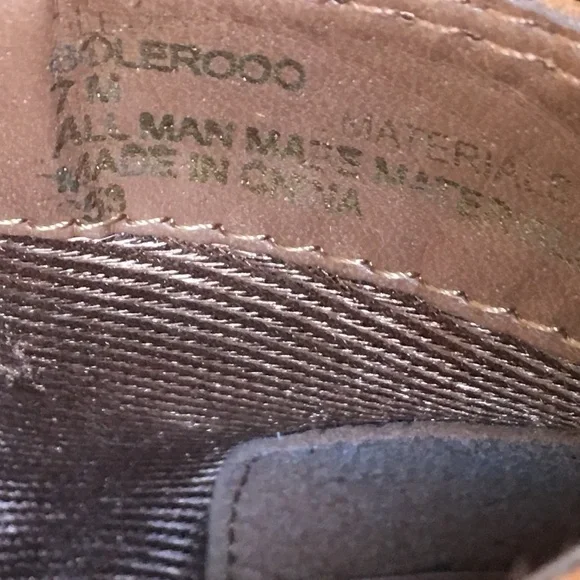 BOLEROOO
7 M
ALL MAN MADE MATERIALS
MADE IN CHINA